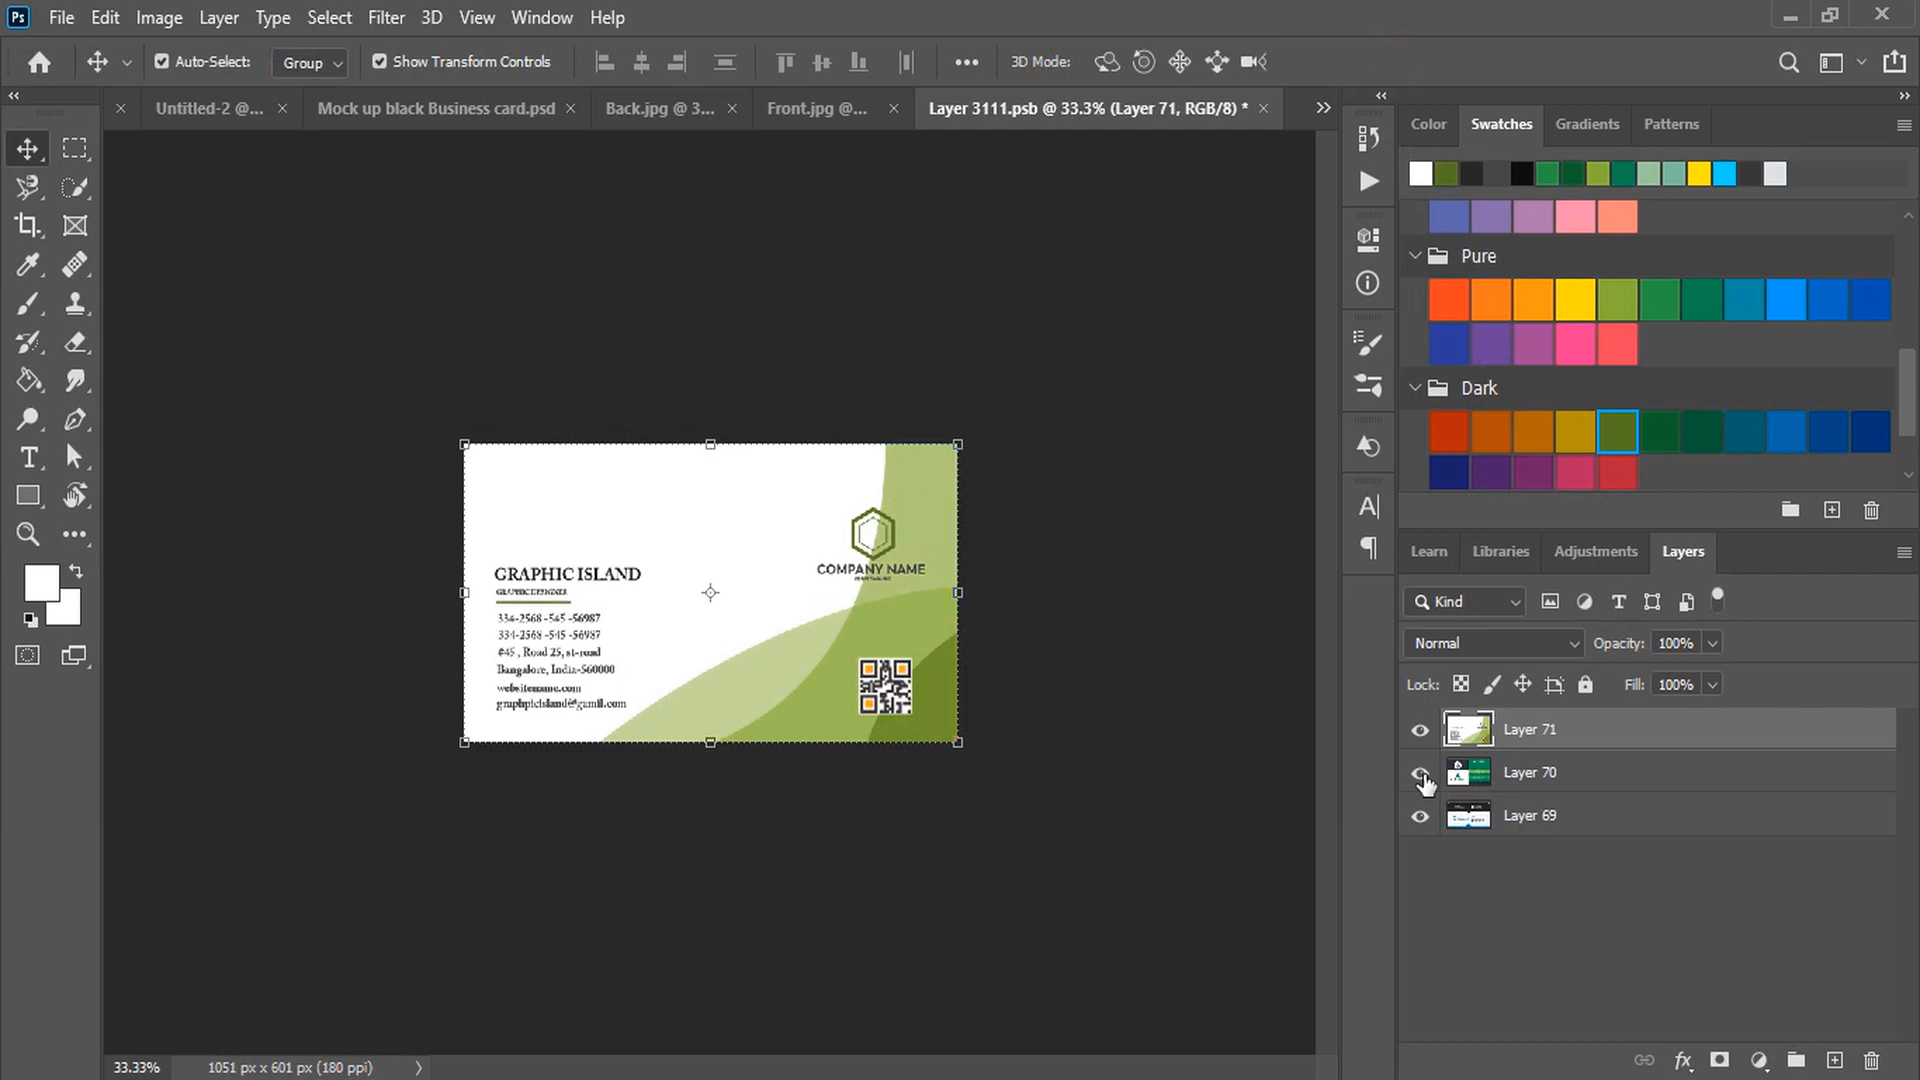 Ps File Edit Image Layer Type Select Filter 3D View Window Help
Auto-Select: Group Show Transform Controls 3D Mode:
Untitled-2 @... Mock up black Business card.psd Back.jpg @ 3... Front.jpg @... Layer 3111.psb @ 33.3% (Layer 71, RGB/8) *
Color Swatches Gradients Patterns
Pure
Dark
Learn Libraries Adjustments Layers
Kind
Normal Opacity: 100%
Lock: Fill: 100%
Layer 71
Layer 70
Layer 69
COMPANY NAME
GRAPHIC ISLAND
GRAPHIC DESIGNER
334-2568 -545 -56987
334-2568 -545 -56987
#45 , Road 25, st-road
Bangalore, India-560000
websitename.com
graphpicisland@gamil.com
33.33% 1051 px x 601 px (180 ppi)